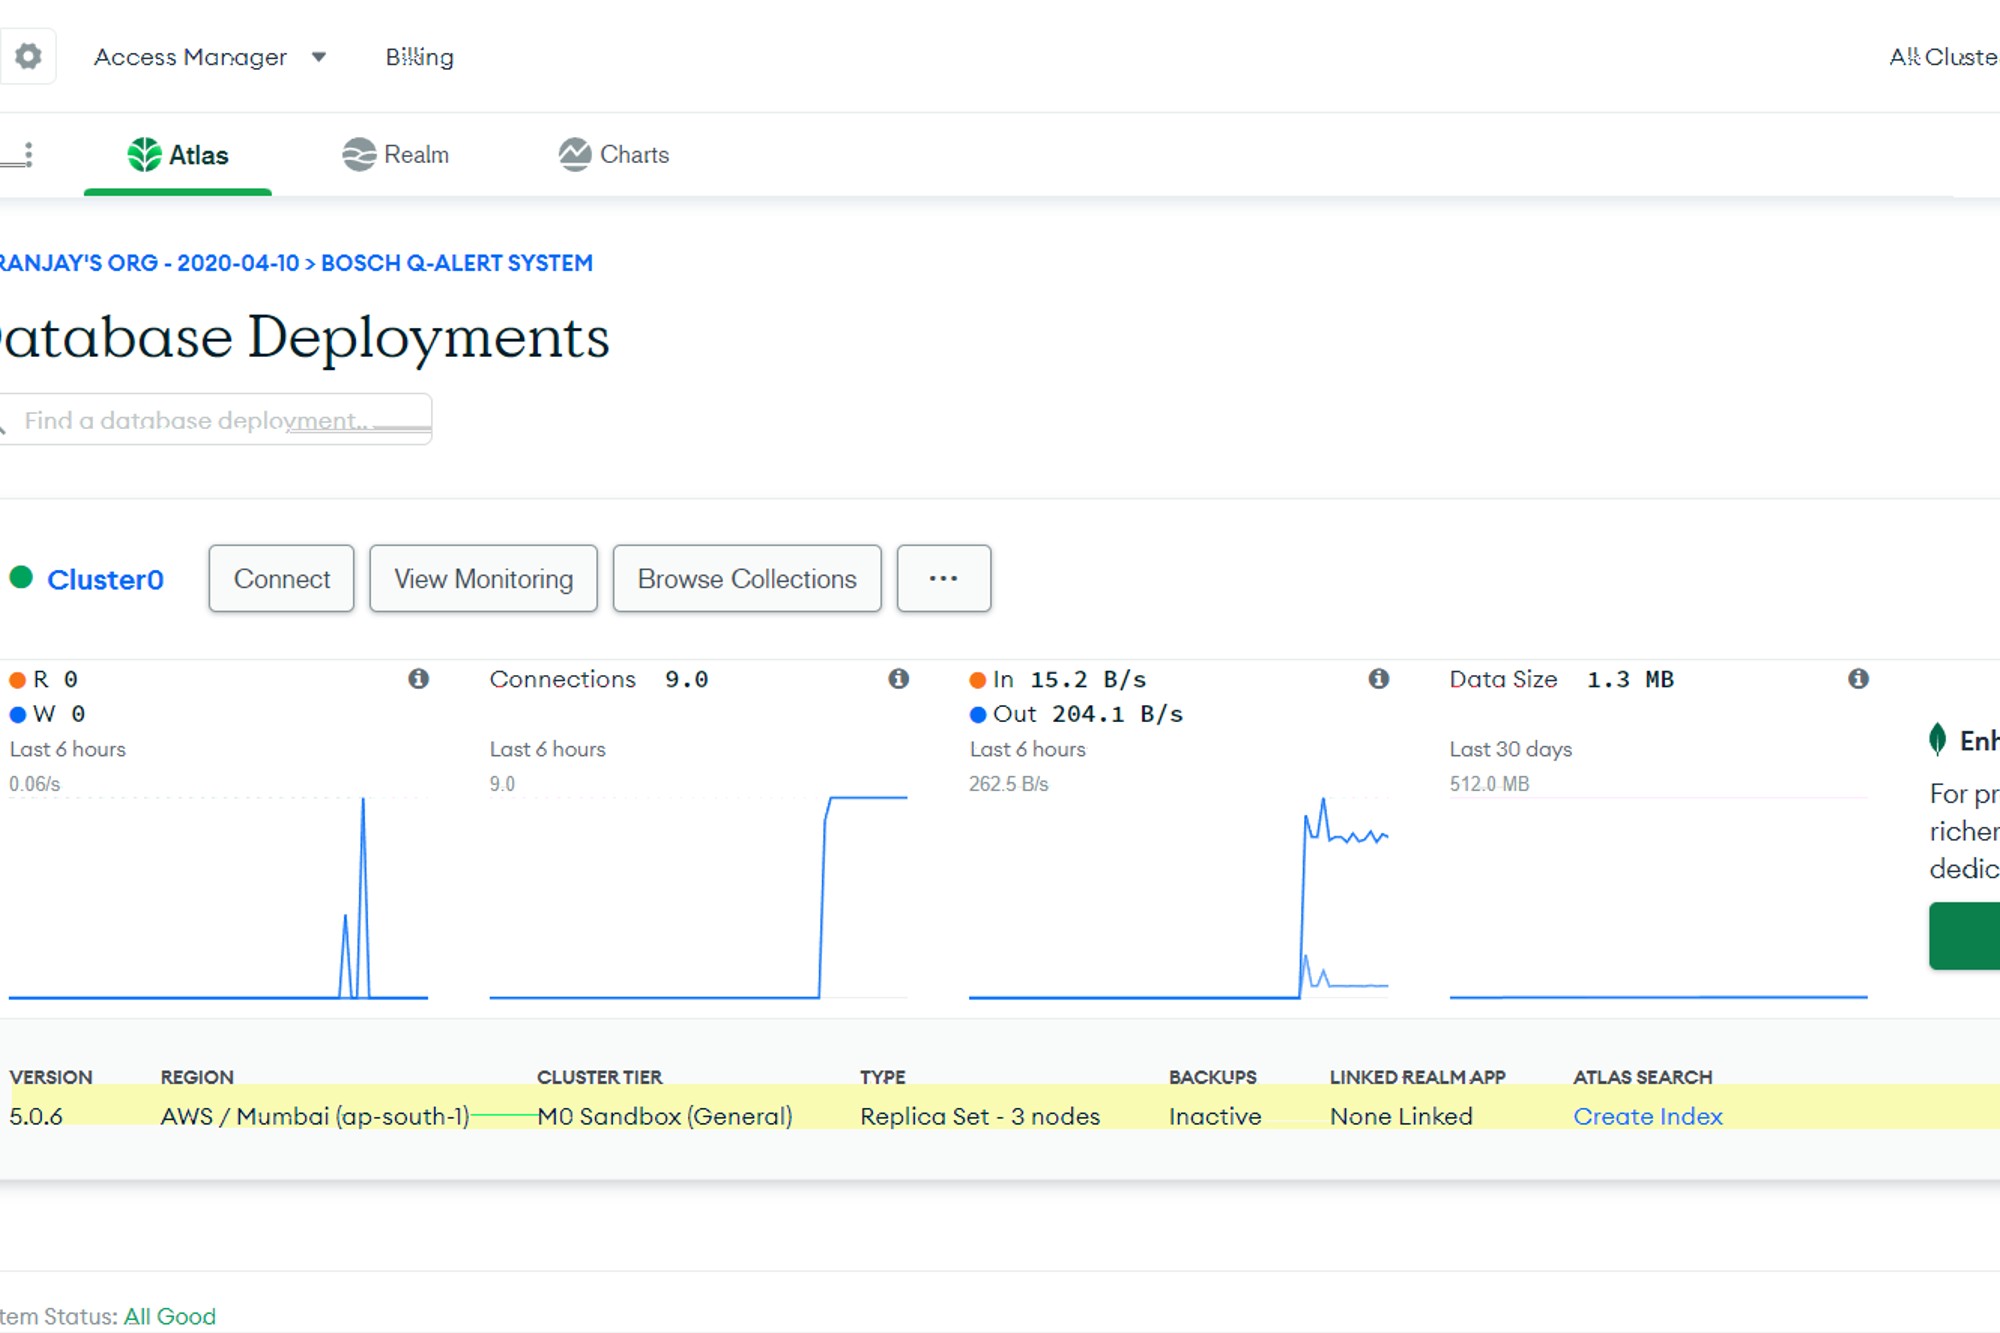 Access Manager Billing All Cluste
Atlas Realm Charts
RANJAY'S ORG - 2020-04-10 > BOSCH Q-ALERT SYSTEM
Database Deployments
Find a database deployment...
Cluster0 Connect View Monitoring Browse Collections ...
R 0 Connections 9.0 In 15.2 B/s Data Size 1.3 MB
W 0 Out 204.1 B/s
Last 6 hours Last 6 hours Last 6 hours Last 30 days
Enh
0.06/s 9.0 262.5 B/s 512.0 MB
For pr
richer
dedic
VERSION REGION CLUSTER TIER TYPE BACKUPS LINKED REALM APP ATLAS SEARCH
5.0.6 AWS / Mumbai (ap-south-1) M0 Sandbox (General) Replica Set - 3 nodes Inactive None Linked Create Index
tem Status: All Good